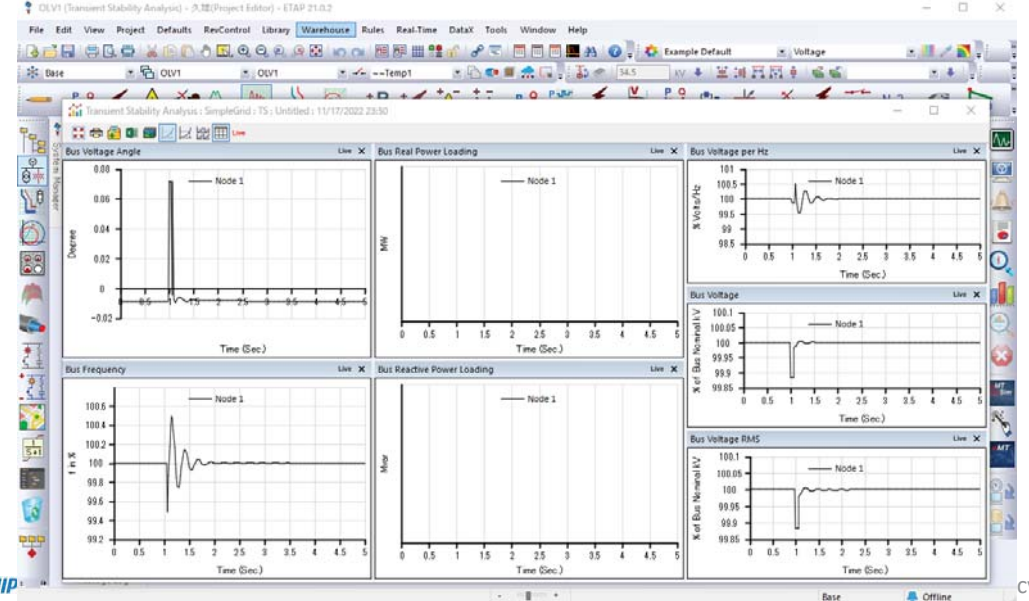 OLV1 (Transient Stability Analysis) - 久雄(Project Editor) - ETAP 21.0.2
File Edit View Project Defaults RevControl Library Warehouse Rules Real-Time DataX Tools Window Help
Example Default Voltage
Base OLV1 OLV1 --Temp1 34.5 kV
Transient Stability Analysis : SimpleGrid : TS : Untitled : 11/17/2022 23:50
Live
System Manager
Bus Voltage Angle Live X
Degree
0.08
0.06
0.04
0.02
0
-0.02
Node 1
0 0.5 1 1.5 2 2.5 3 3.5 4 4.5 5
Time (Sec.)
Bus Real Power Loading Live X
MW
Node 1
0 0.5 1 1.5 2 2.5 3 3.5 4 4.5 5
Time (Sec.)
Bus Voltage per Hz Live X
% Volts/Hz
101
100.5
100
99.5
99
98.5
Node 1
0 0.5 1 1.5 2 2.5 3 3.5 4 4.5 5
Time (Sec.)
Bus Voltage Live X
% of Bus Nominal kV
100.1
100.05
100
99.95
99.9
99.85
Node 1
0 0.5 1 1.5 2 2.5 3 3.5 4 4.5 5
Time (Sec.)
Bus Frequency Live X
f in %
100.6
100.4
100.2
100
99.8
99.6
99.4
99.2
Node 1
0 0.5 1 1.5 2 2.5 3 3.5 4 4.5 5
Time (Sec.)
Bus Reactive Power Loading Live X
Mvar
Node 1
0 0.5 1 1.5 2 2.5 3 3.5 4 4.5 5
Time (Sec.)
Bus Voltage RMS Live X
% of Bus Nominal kV
100.1
100.05
100
99.95
99.9
99.85
Node 1
0 0.5 1 1.5 2 2.5 3 3.5 4 4.5 5
Time (Sec.)
Base Offline